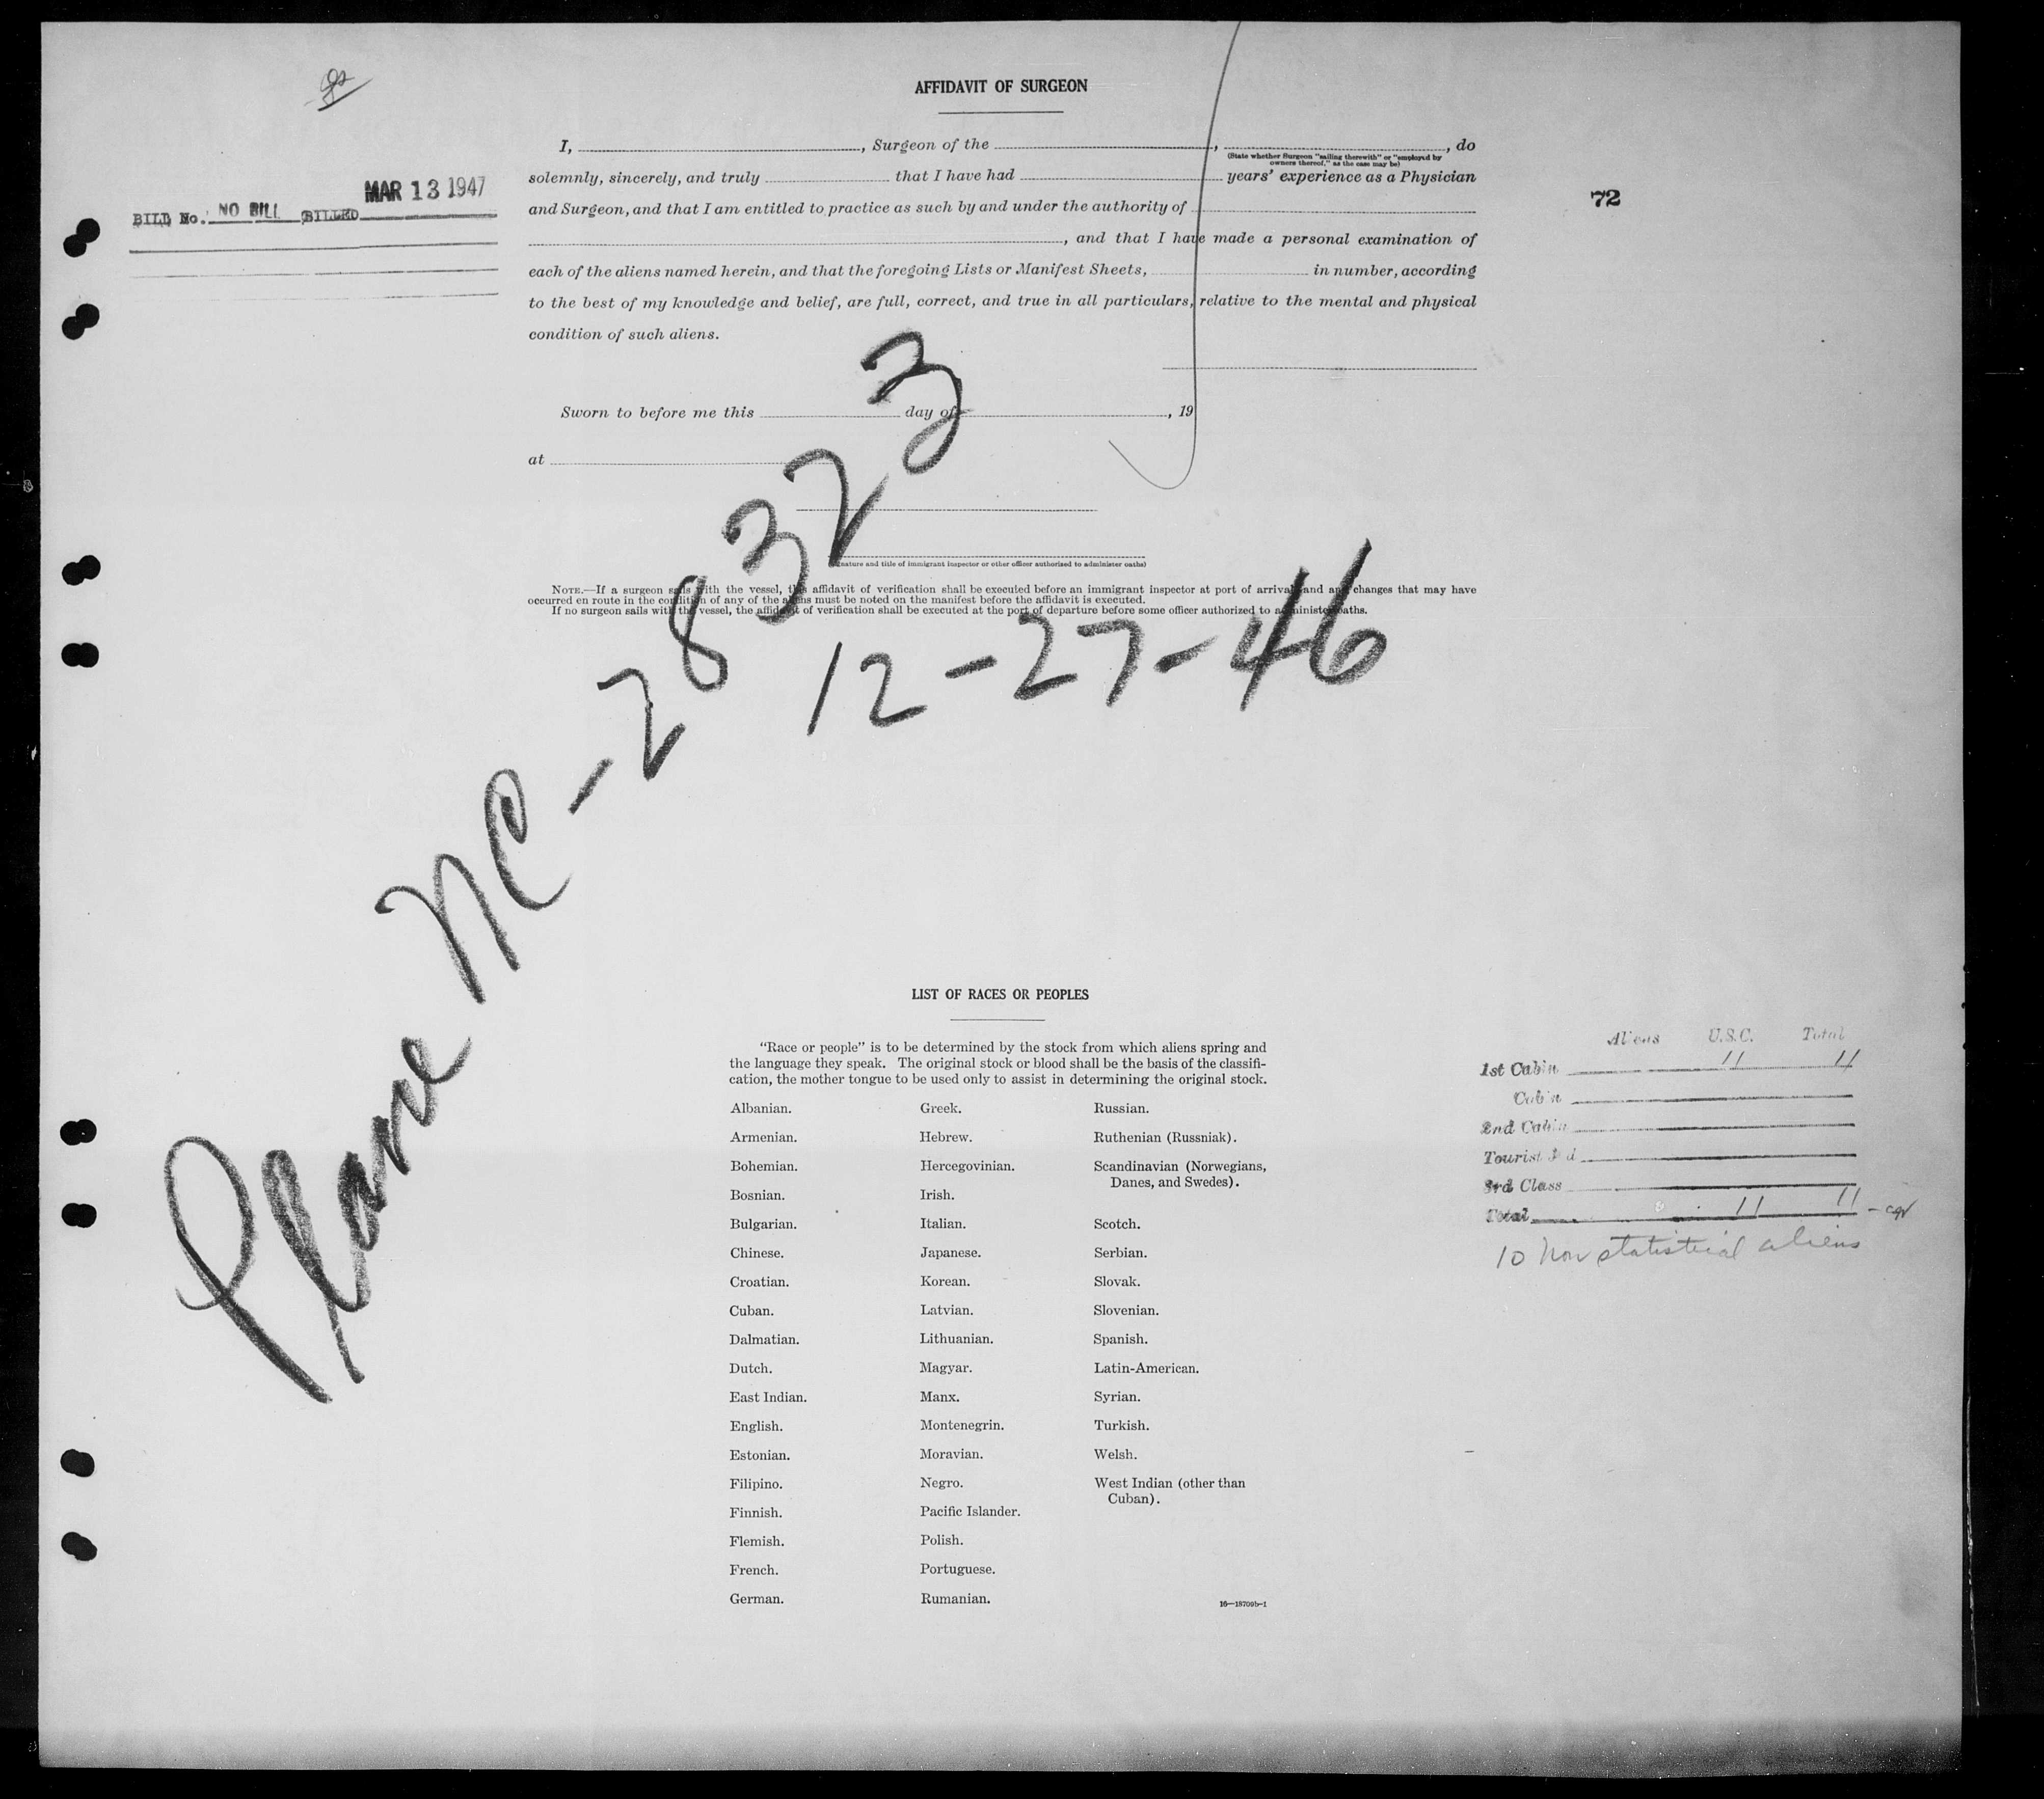 AFFIDAVIT OF SURGEON
I, , Surgeon of the , , do
(State whether Surgeon "sailing therewith" or "employed by
owners thereof," as the case may be)
solemnly, sincerely, and truly that I have had years' experience as a Physician
and Surgeon, and that I am entitled to practice as such by and under the authority of
, and that I have made a personal examination of
each of the aliens named herein, and that the foregoing Lists or Manifest Sheets, in number, according
to the best of my knowledge and belief, are full, correct, and true in all particulars, relative to the mental and physical
condition of such aliens.
MAR 13 1947
BILL No. NO BILL BILLED
72
Sworn to before me this day of , 19
at
nature and title of immigrant inspector or other officer authorized to administer oaths)
NOTE.—If a surgeon sails with the vessel, this affidavit of verification shall be executed before an immigrant inspector at port of arrival and any changes that may have
occurred en route in the condition of any of the aliens must be noted on the manifest before the affidavit is executed.
If no surgeon sails with the vessel, the affidavit of verification shall be executed at the port of departure before some officer authorized to administer oaths.
Plane NC-28323
12-27-46
LIST OF RACES OR PEOPLES
"Race or people" is to be determined by the stock from which aliens spring and
the language they speak. The original stock or blood shall be the basis of the classifi-
cation, the mother tongue to be used only to assist in determining the original stock.
Albanian.
Armenian.
Bohemian.
Bosnian.
Bulgarian.
Chinese.
Croatian.
Cuban.
Dalmatian.
Dutch.
East Indian.
English.
Estonian.
Filipino.
Finnish.
Flemish.
French.
German.
Greek.
Hebrew.
Hercegovinian.
Irish.
Italian.
Japanese.
Korean.
Latvian.
Lithuanian.
Magyar.
Manx.
Montenegrin.
Moravian.
Negro.
Pacific Islander.
Polish.
Portuguese.
Rumanian.
Russian.
Ruthenian (Russniak).
Scandinavian (Norwegians,
Danes, and Swedes).
Scotch.
Serbian.
Slovak.
Slovenian.
Spanish.
Latin-American.
Syrian.
Turkish.
Welsh.
West Indian (other than
Cuban).
16—18709b-1
Aliens U.S.C. Total
1st Cabin 11 11
Cabin
2nd Cabin
Tourist 3d
3rd Class
Total 11 11
10 Non statistical aliens